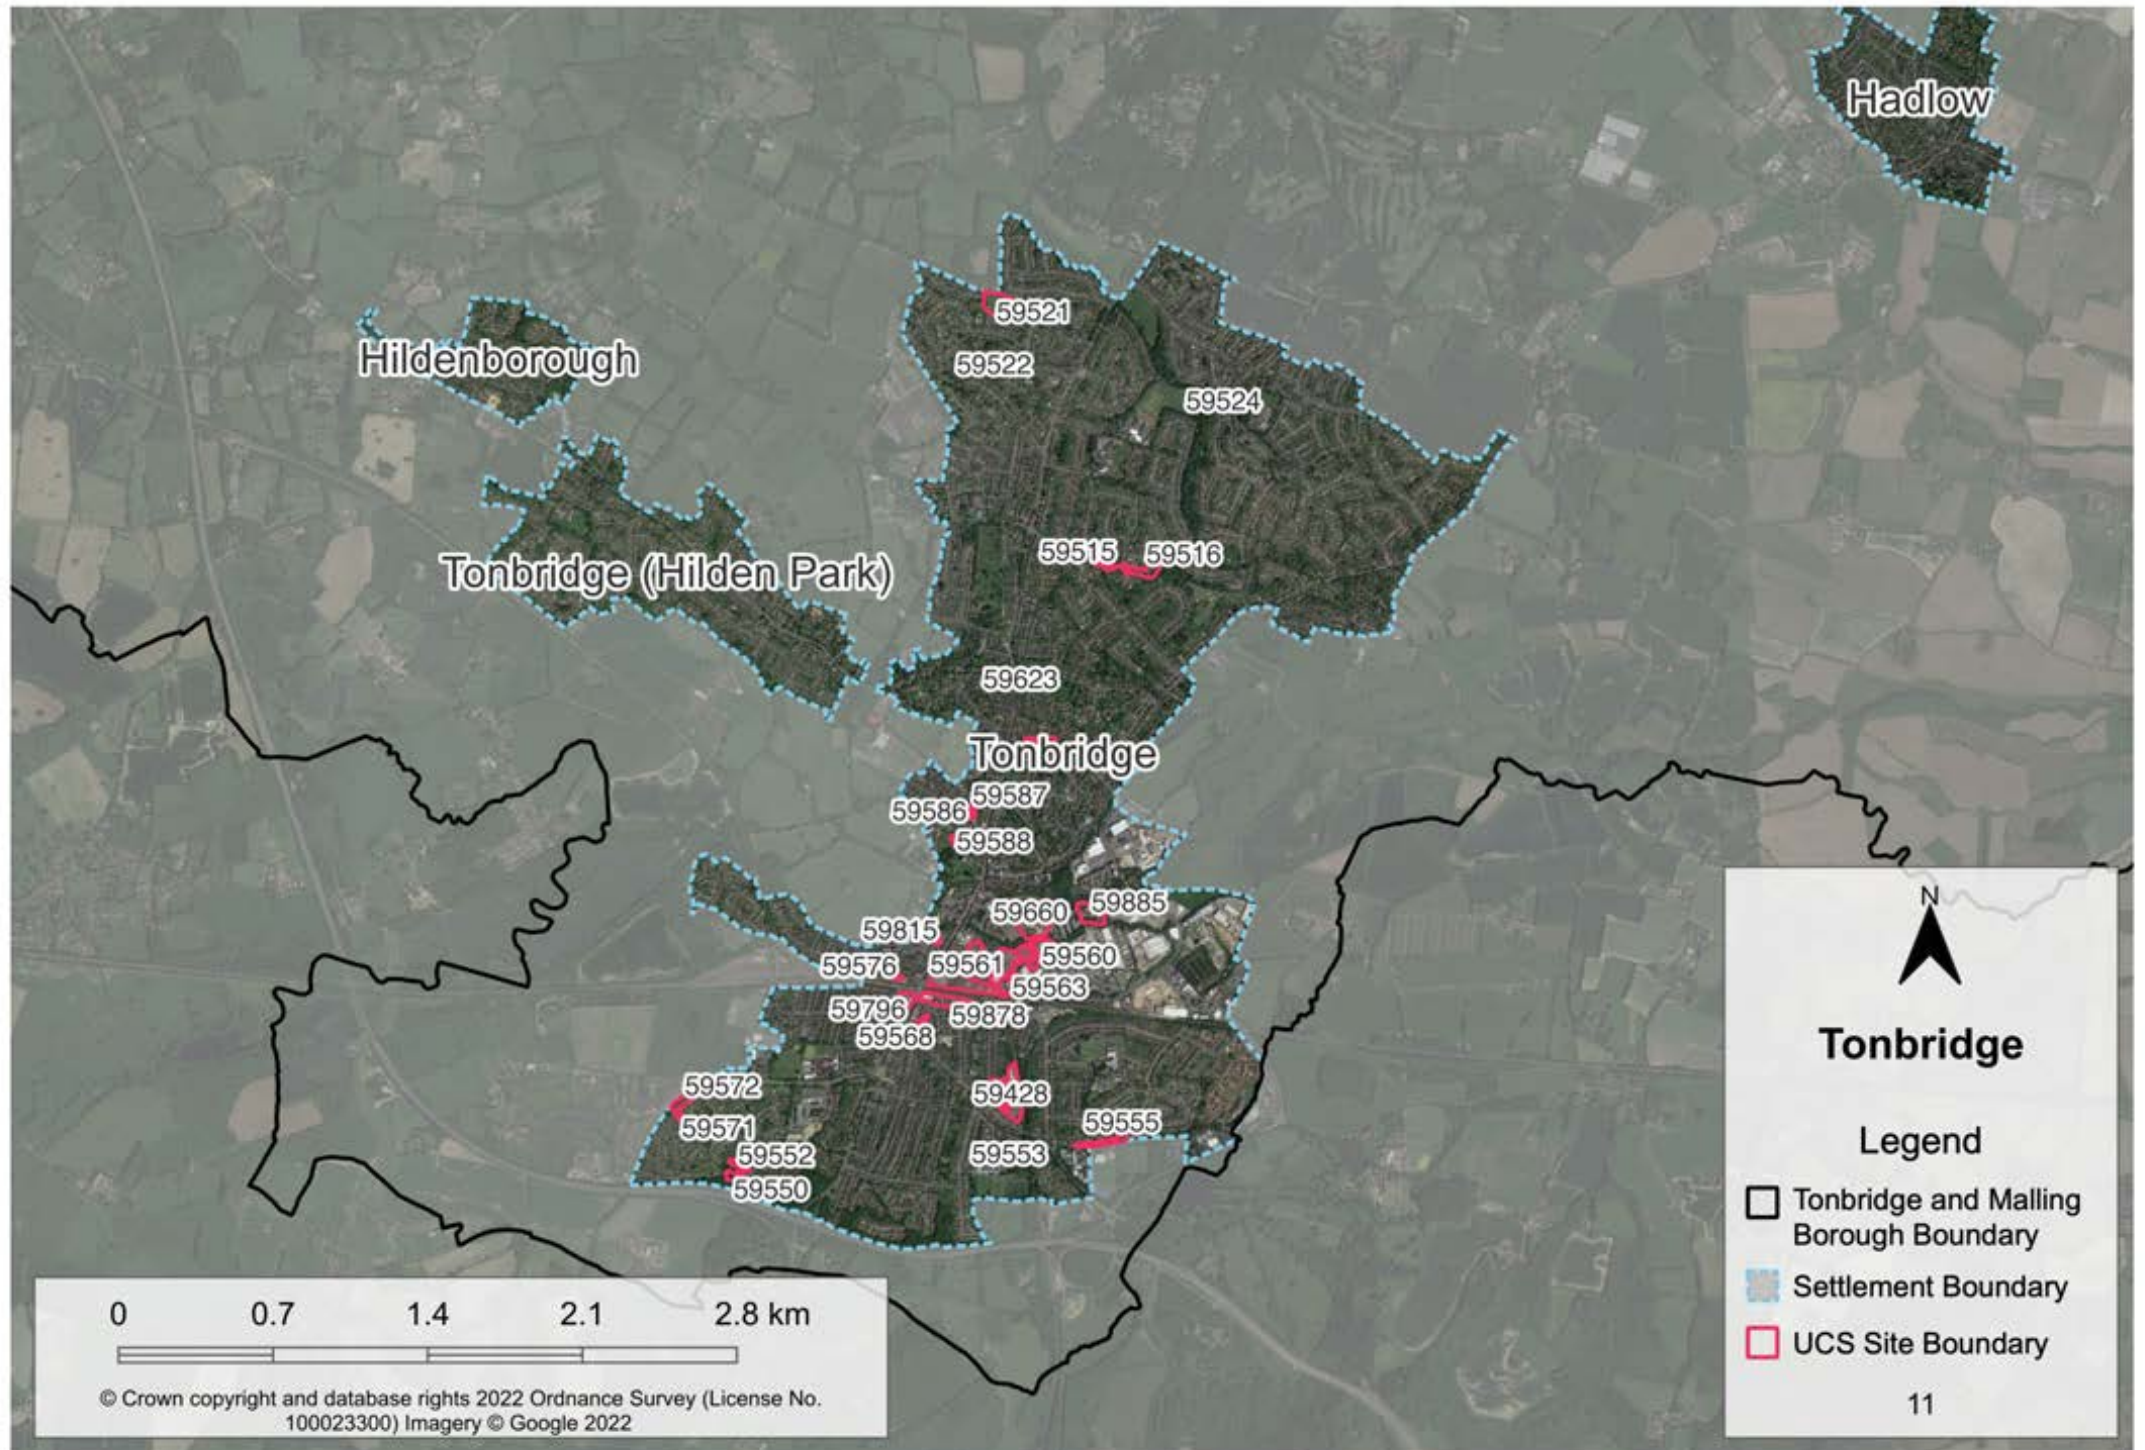 Hadlow
59521
Hildenborough
59522
59524
59515
59516
Tonbridge (Hilden Park)
59623
Tonbridge
59587
59586
59588
59885
59660
59815
59560
59576
59561
59563
59796
59878
59568
59572
59428
59571
59555
59552
59553
59550
N
Tonbridge
Legend
Tonbridge and Malling
Borough Boundary
Settlement Boundary
UCS Site Boundary
11
0 0.7 1.4 2.1 2.8 km
© Crown copyright and database rights 2022 Ordnance Survey (License No.
100023300) Imagery © Google 2022